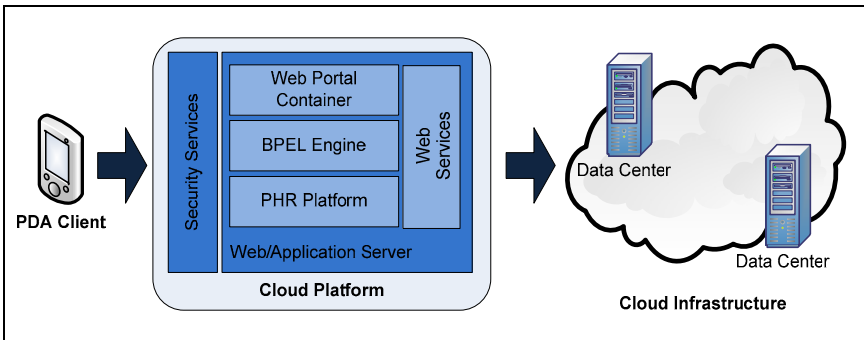 PDA Client
Security Services
Web Portal
Container
BPEL Engine
PHR Platform
Web
Services
Web/Application Server
Cloud Platform
Data Center
Data Center
Cloud Infrastructure